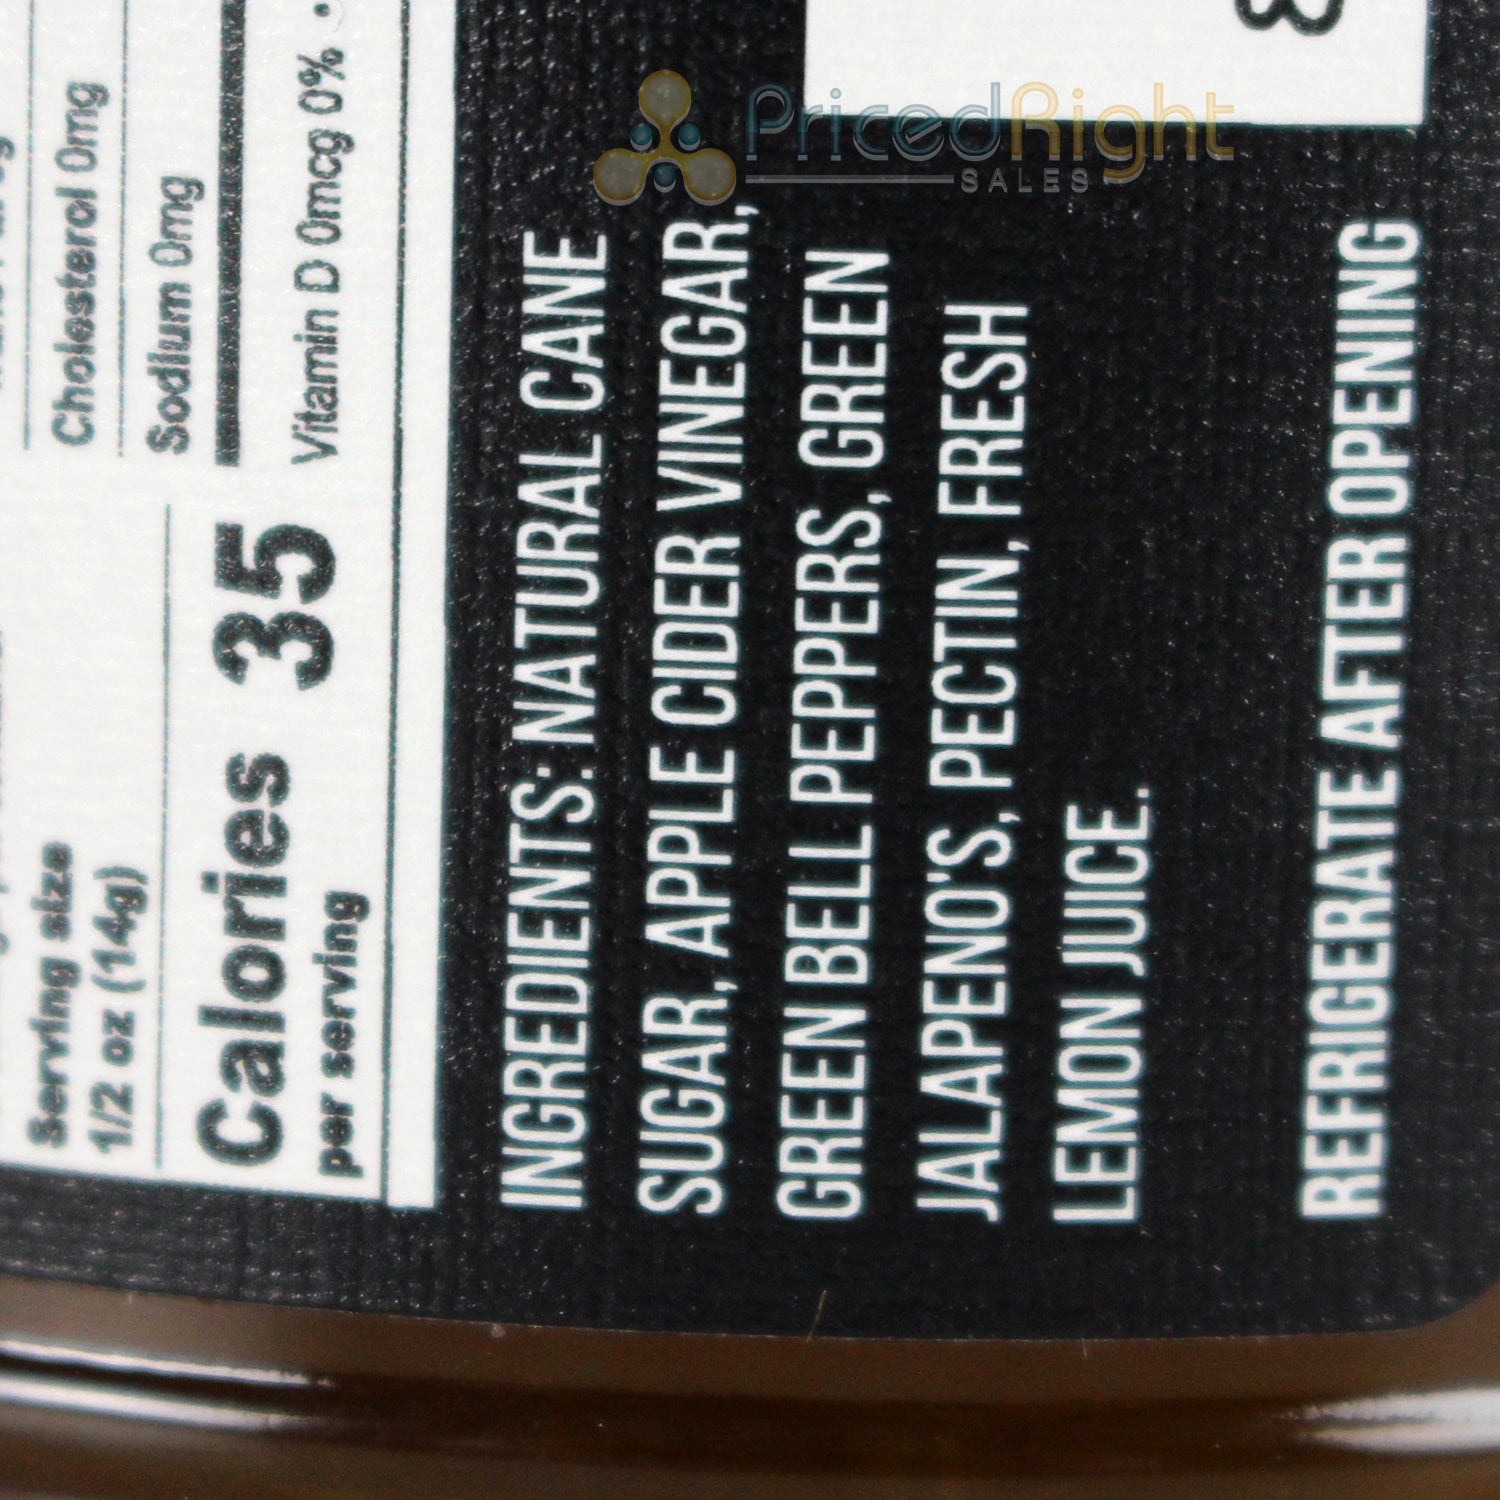 Serving size
1/2 oz (14g)
Calories 35
per serving
Cholesterol 0mg
Sodium 0mg
Vitamin D 0mcg 0%
INGREDIENTS: NATURAL CANE
SUGAR, APPLE CIDER VINEGAR,
GREEN BELL PEPPERS, GREEN
JALAPENO'S, PECTIN, FRESH
LEMON JUICE.
REFRIGERATE AFTER OPENING
PricedRight
SALES